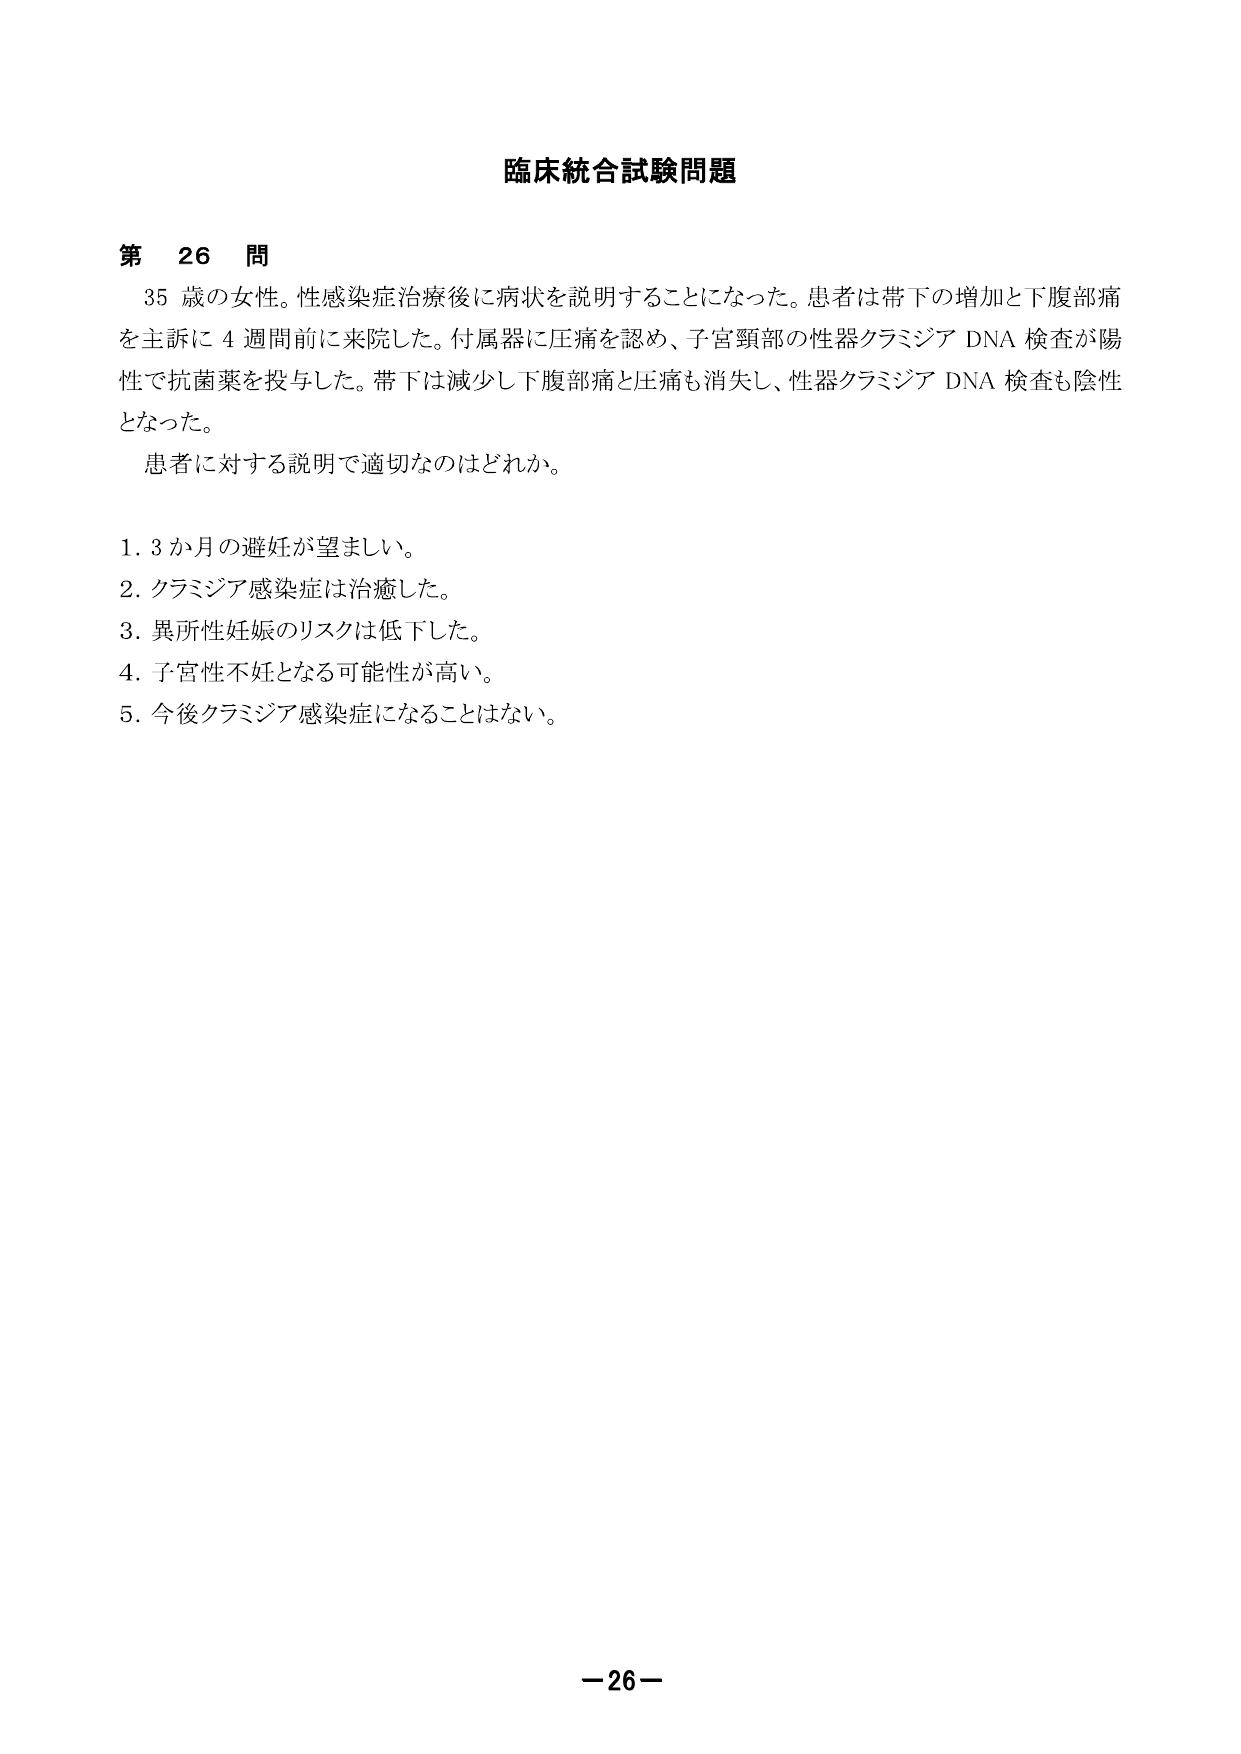 臨床統合試験問題
第 26 問
35 歳の女性。性感染症治療後に病状を説明することになった。患者は帯下の増加と下腹部痛
を主訴に 4 週間前に来院した。付属器に圧痛を認め、子宮頸部の性器クラミジア DNA 検査が陽
性で抗菌薬を投与した。帯下は減少し下腹部痛と圧痛も消失し、性器クラミジア DNA 検査も陰性
となった。
患者に対する説明で適切なのはどれか。
1. 3 か月の避妊が望ましい。
2. クラミジア感染症は治癒した。
3. 異所性妊娠のリスクは低下した。
4. 子宮性不妊となる可能性が高い。
5. 今後クラミジア感染症になることはない。
－26－